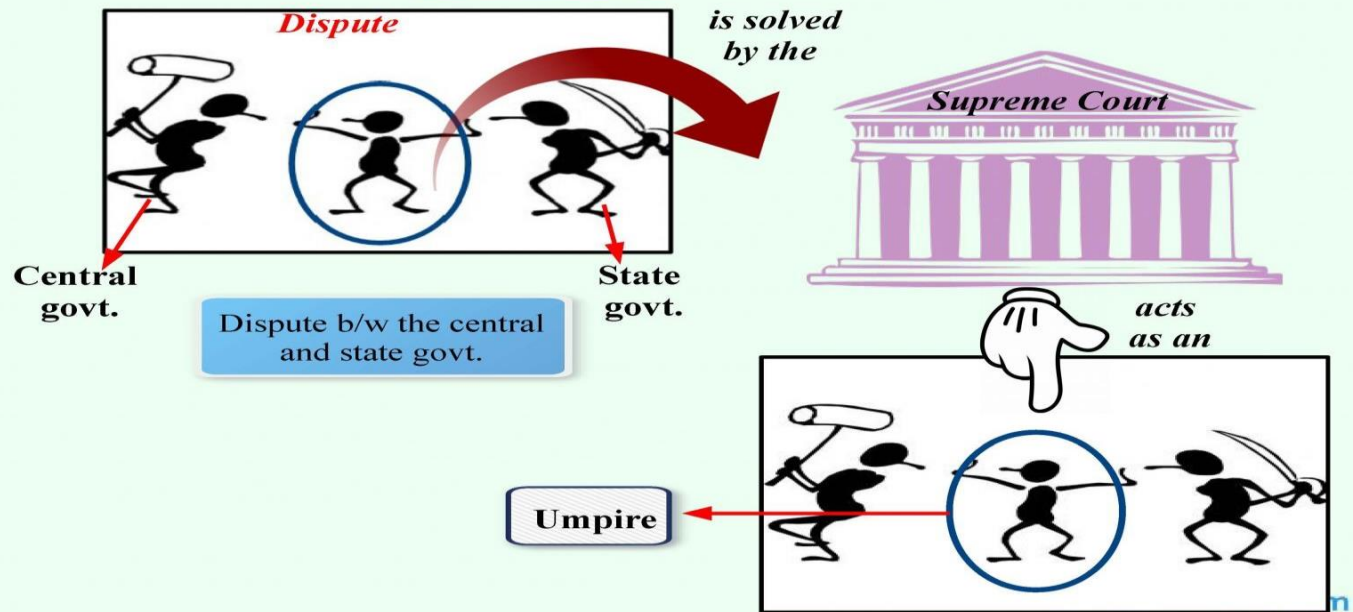 Dispute
is solved
by the
Supreme Court
Central
govt.
State
govt.
Dispute b/w the central
and state govt.
acts
as an
Umpire
m